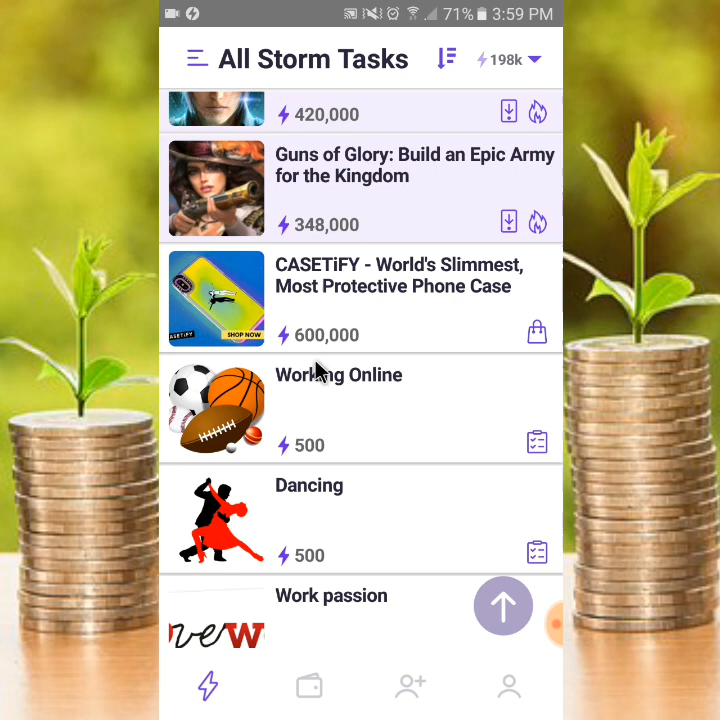 71% 3:59 PM
All Storm Tasks
198k
420,000
Guns of Glory: Build an Epic Army
for the Kingdom
348,000
CASETiFY - World's Slimmest,
Most Protective Phone Case
ASETiFY
SHOP NOW
600,000
Working Online
500
Dancing
500
Work passion
ove W